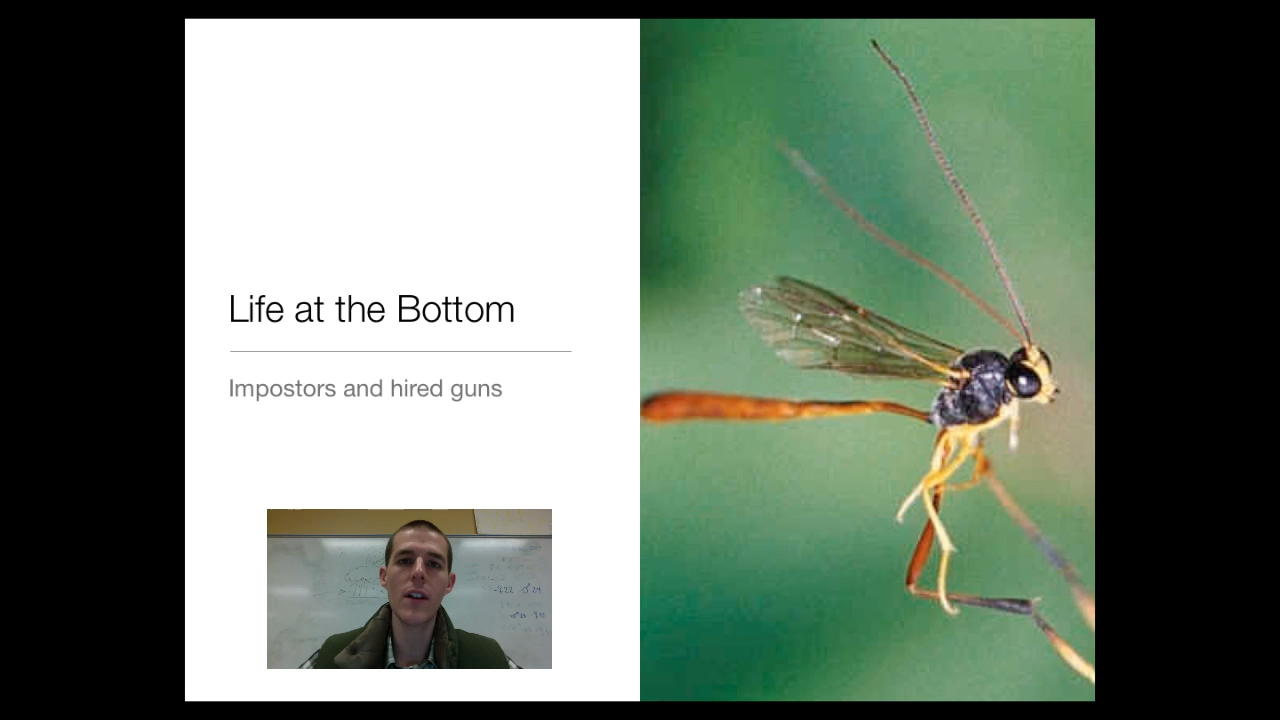 Life at the Bottom
Impostors and hired guns